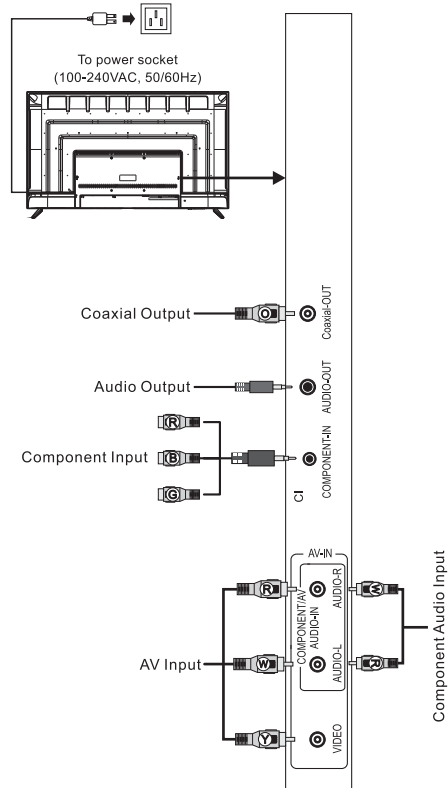 To power socket
(100-240VAC, 50/60Hz)
Coaxial Output
O
Coaxial-OUT
Audio Output
AUDIO-OUT
R
Component Input
B
G
COMPONENT-IN
CI
AV-IN
COMPONENT/AV
AUDIO-IN
R
AUDIO-R
W
AV Input
W
AUDIO-L
R
Y
VIDEO
Component Audio Input